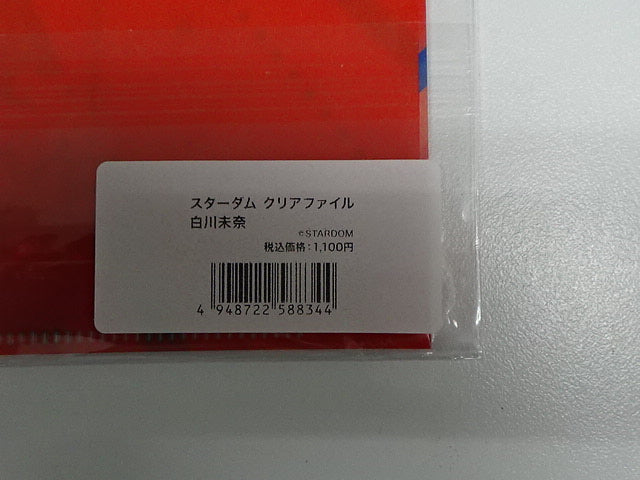 スターダム クリアファイル
白川未奈
©STARDOM
税込価格：1,100円
4 948722 588344